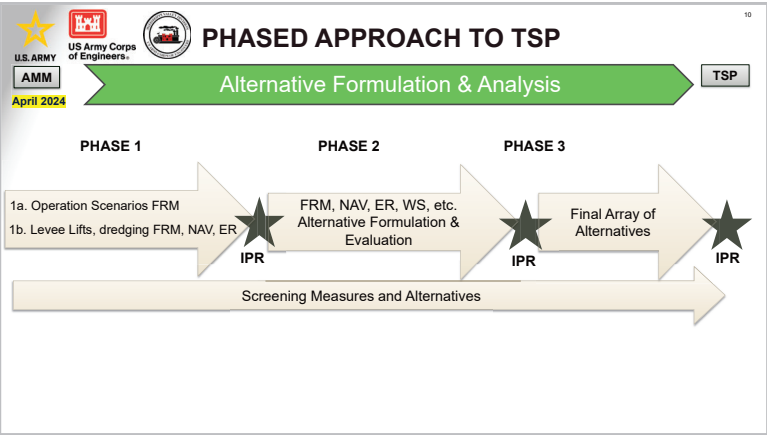 10
U.S. ARMY
US Army Corps
of Engineers®
PHASED APPROACH TO TSP
AMM
Alternative Formulation & Analysis
TSP
April 2024
PHASE 1
PHASE 2
PHASE 3
1a. Operation Scenarios FRM
1b. Levee Lifts, dredging FRM, NAV, ER
IPR
FRM, NAV, ER, WS, etc.
Alternative Formulation &
Evaluation
IPR
Final Array of
Alternatives
IPR
Screening Measures and Alternatives